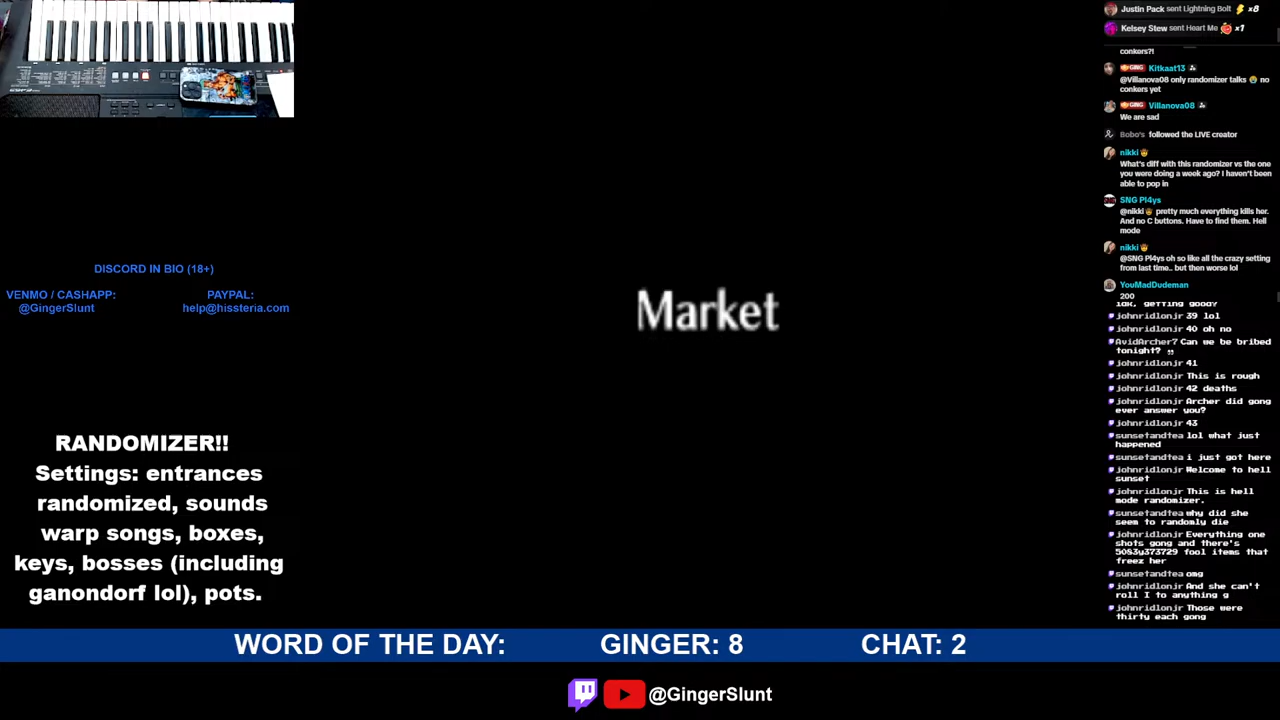 DISCORD IN BIO (18+)
VENMO / CASHAPP:
@GingerSlunt
PAYPAL:
help@hissteria.com
RANDOMIZER!!
Settings: entrances
randomized, sounds
warp songs, boxes,
keys, bosses (including
ganondorf lol), pots.
Market
Justin Pack sent Lightning Bolt x8
Kelsey Stew sent Heart Me x1
conkers?!
GING Kitkaat13
@Villanova08 only randomizer talks 😭 no
conkers yet
GING Villanova08
We are sad
Bobo's followed the LIVE creator
nikki🤠
What's diff with this randomizer vs the one
you were doing a week ago? I haven't been
able to pop in
SNG Pl4ys
@nikki🤠 pretty much everything kills her.
And no C buttons. Have to find them. Hell
mode
nikki🤠
@SNG Pl4ys oh so like all the crazy setting
from last time.. but then worse lol
YouMadDudeman
200
idk, getting goody
johnridlonjr 39 lol
johnridlonjr 40 oh no
AvidArcher7 Can we be bribed
tonight? ,,
johnridlonjr 41
johnridlonjr This is rough
johnridlonjr 42 deaths
johnridlonjr Archer did gong
ever answer you?
johnridlonjr 43
sunsetandtea lol what just
happened
sunsetandtea i just got here
johnridlonjr Welcome to hell
sunset
johnridlonjr This is hell
mode randomizer.
sunsetandtea why did she
seem to randomly die
johnridlonjr Everything one
shots gong and there's
5083y373729 fool items that
freez her
sunsetandtea omg
johnridlonjr And she can't
roll I to anything g
johnridlonjr Those were
thirty each gong
WORD OF THE DAY: GINGER: 8 CHAT: 2
@GingerSlunt